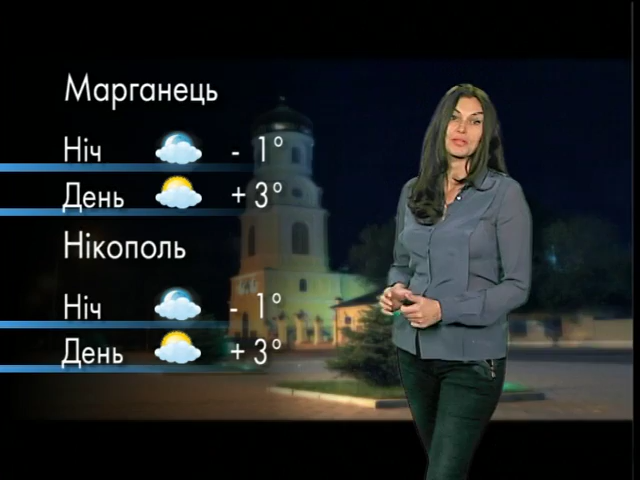 Марганець
Ніч - 1°
День + 3°
Нікополь
Ніч - 1°
День + 3°